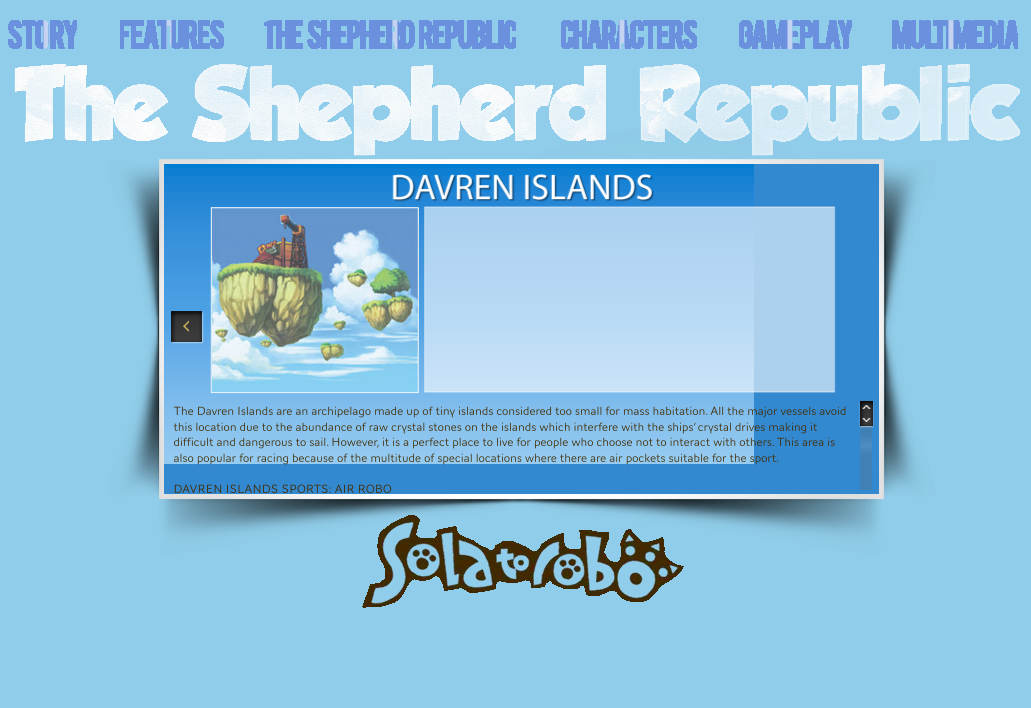 STORY FEATURES THE SHEPHERD REPUBLIC CHARACTERS GAMEPLAY MULTIMEDIA
The Shepherd Republic
DAVREN ISLANDS
The Davren Islands are an archipelago made up of tiny islands considered too small for mass habitation. All the major vessels avoid
this location due to the abundance of raw crystal stones on the islands which interfere with the ships' crystal drives making it
difficult and dangerous to sail. However, it is a perfect place to live for people who choose not to interact with others. This area is
also popular for racing because of the multitude of special locations where there are air pockets suitable for the sport.
DAVREN ISLANDS SPORTS: AIR ROBO
Solatorobo